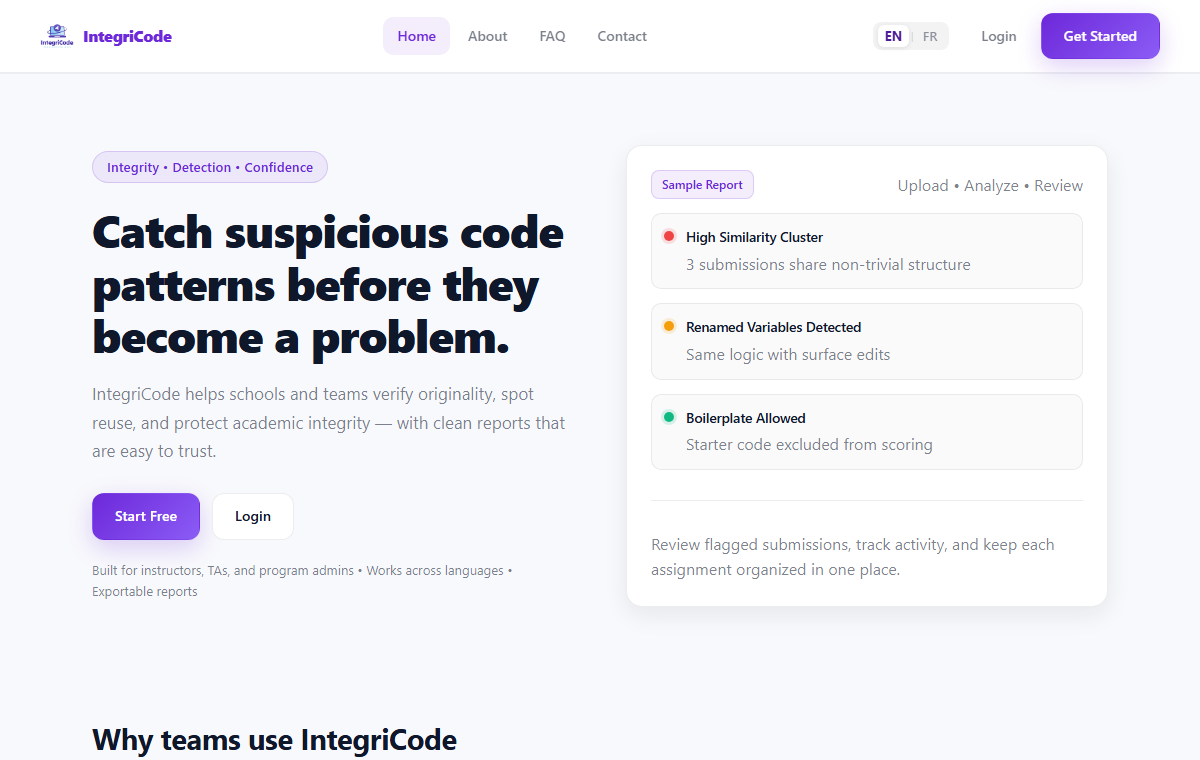 IntegriCode
IntegriCode
Home
About
FAQ
Contact
EN
FR
Login
Get Started
Integrity • Detection • Confidence
Catch suspicious code
patterns before they
become a problem.
IntegriCode helps schools and teams verify originality, spot
reuse, and protect academic integrity — with clean reports that
are easy to trust.
Start Free
Login
Built for instructors, TAs, and program admins • Works across languages •
Exportable reports
Sample Report
Upload • Analyze • Review
High Similarity Cluster
3 submissions share non-trivial structure
Renamed Variables Detected
Same logic with surface edits
Boilerplate Allowed
Starter code excluded from scoring
Review flagged submissions, track activity, and keep each
assignment organized in one place.
Why teams use IntegriCode